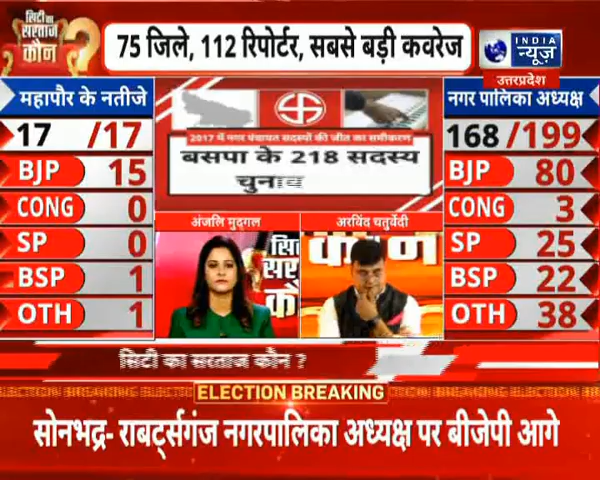 सिटी का
सरताज
कौन ?
75 जिले, 112 रिपोर्टर, सबसे बड़ी कवरेज
INDIA
न्यूज़
उत्तरप्रदेश
महापौर के नतीजे
17 /17
BJP 15
CONG 0
SP 0
BSP 1
OTH 1
2017 में नगर पंचायत सदस्यों की जीत का समीकरण
बसपा के 218 सदस्य
चुनाव
अंजलि मुदगल
अरविंद चतुर्वेदी
सिटी
सरताज
कौन
नगर पालिका अध्यक्ष
168 /199
BJP 80
CONG 3
SP 25
BSP 22
OTH 38
सिटी का सरताज कौन ?
ELECTION BREAKING
सोनभद्र- राबर्ट्सगंज नगरपालिका अध्यक्ष पर बीजेपी आगे